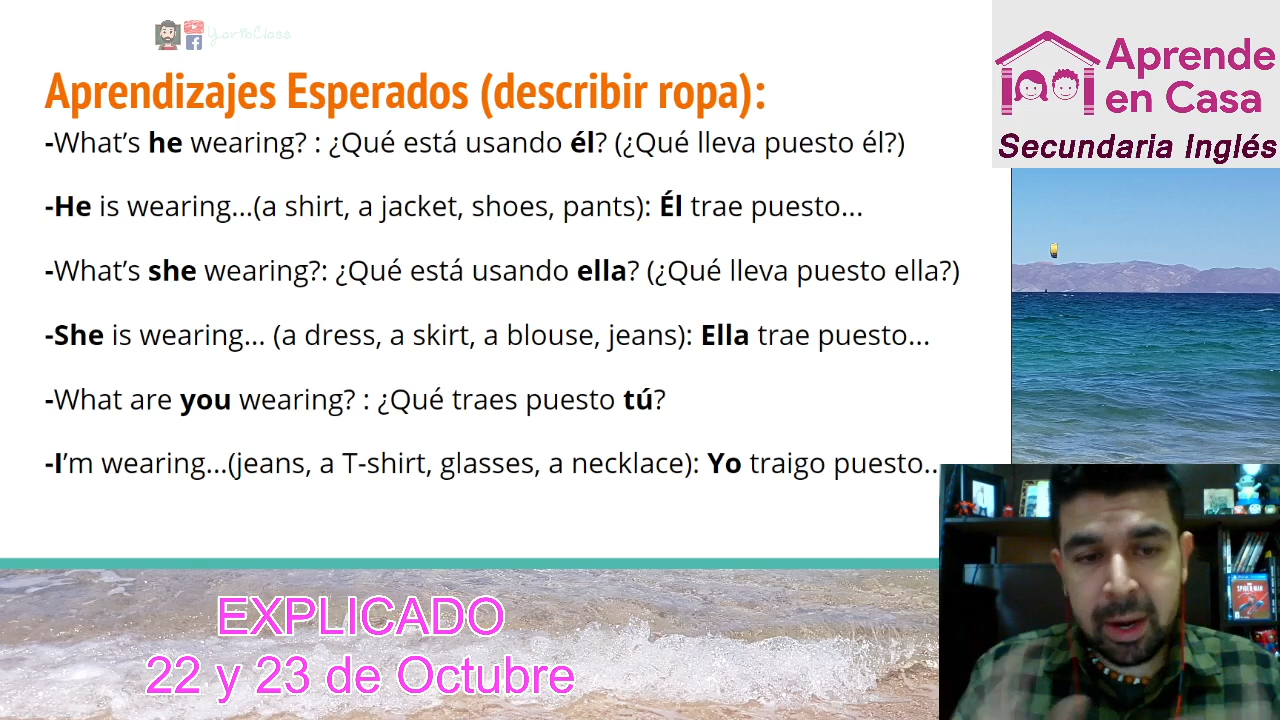 YorchClass
Aprendizajes Esperados (describir ropa):
-What's he wearing? : ¿Qué está usando él? (¿Qué lleva puesto él?)
-He is wearing...(a shirt, a jacket, shoes, pants): Él trae puesto...
-What's she wearing?: ¿Qué está usando ella? (¿Qué lleva puesto ella?)
-She is wearing... (a dress, a skirt, a blouse, jeans): Ella trae puesto...
-What are you wearing? : ¿Qué traes puesto tú?
-I'm wearing...(jeans, a T-shirt, glasses, a necklace): Yo traigo puesto..
Aprende
en Casa
Secundaria Inglés
EXPLICADO
22 y 23 de Octubre